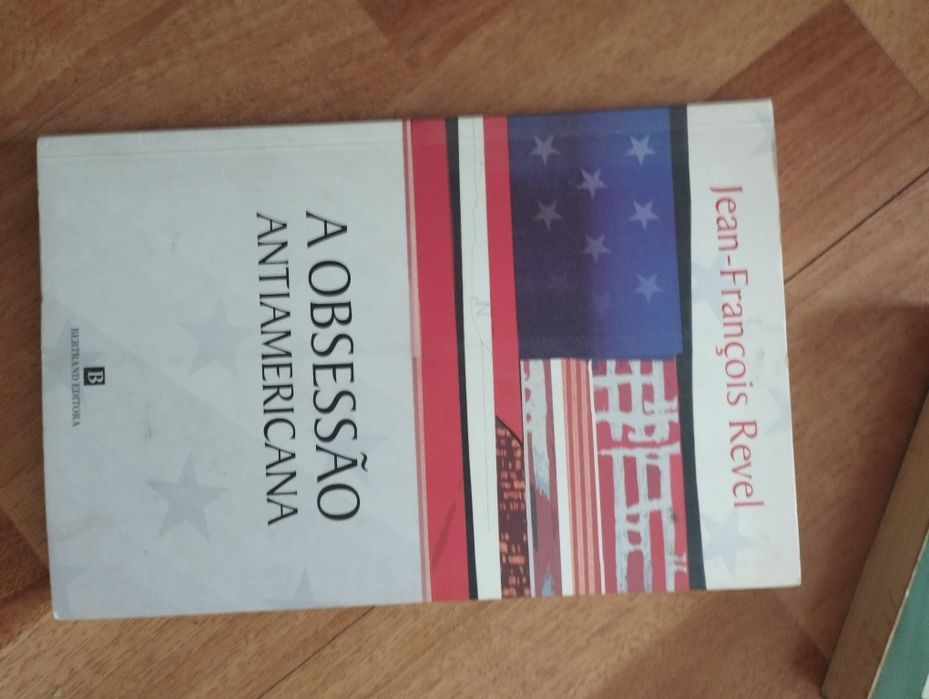 Jean-François Revel
A OBSESSÃO
ANTIAMERICANA
B
BERTRAND EDITORA